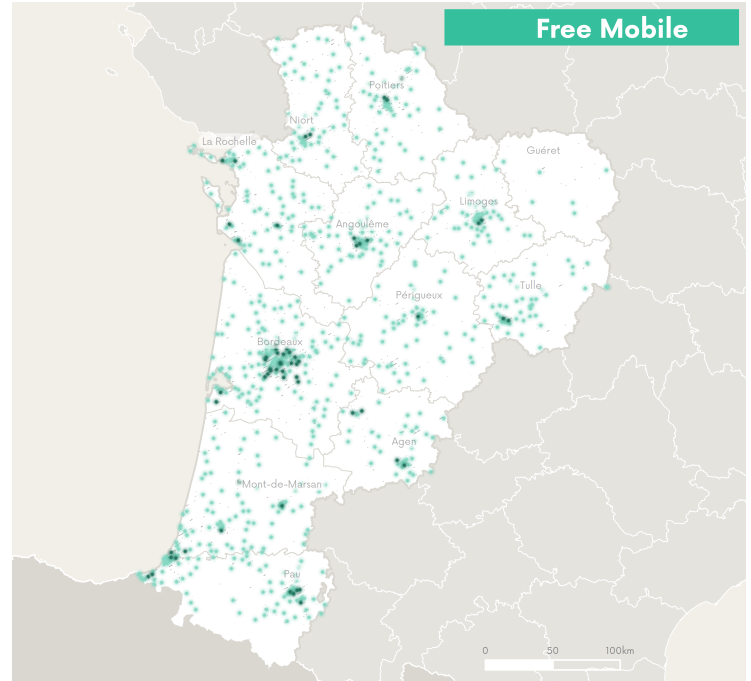 Free Mobile
Poitiers
Niort
La Rochelle
Guéret
Limoges
Angoulême
Tulle
Périgueux
Bordeaux
Agen
Mont-de-Marsan
Pau
0 50 100km